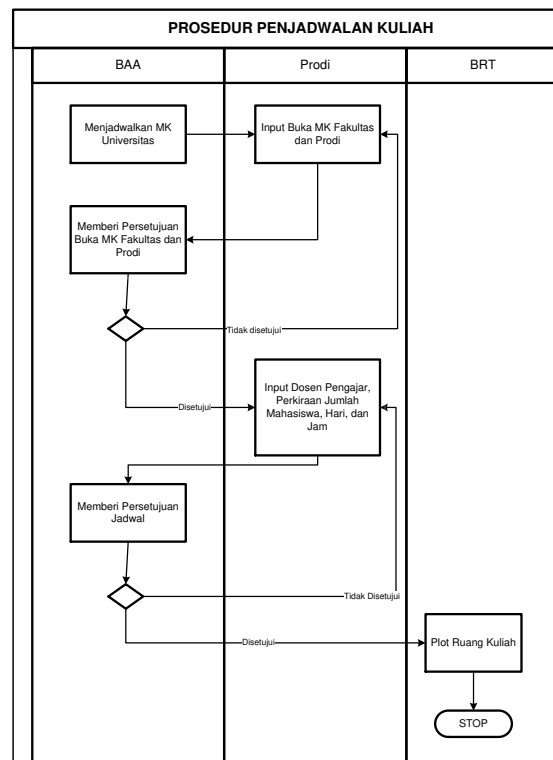 PROSEDUR PENJADWALAN KULIAH
BAA
Prodi
BRT
Menjadwalkan MK
Universitas
Input Buka MK Fakultas
dan Prodi
Memberi Persetujuan
Buka MK Fakultas dan
Prodi
Tidak disetujui
Disetujui
Input Dosen Pengajar,
Perkiraan Jumlah
Mahasiswa, Hari, dan
Jam
Memberi Persetujuan
Jadwal
Tidak Disetujui
Disetujui
Plot Ruang Kuliah
STOP